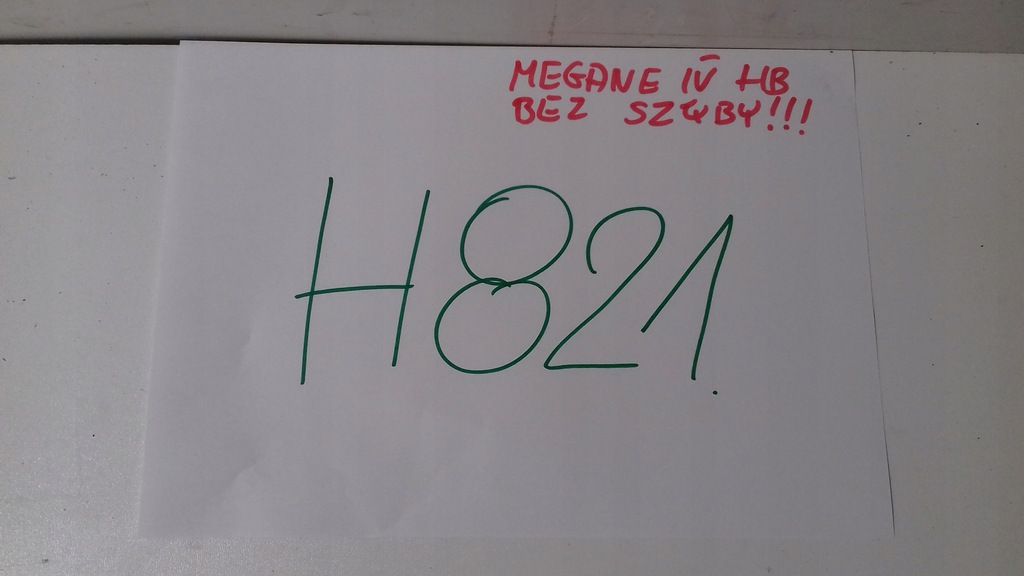 MEGANE IV HB
BEZ SZYBY!!!
H821.